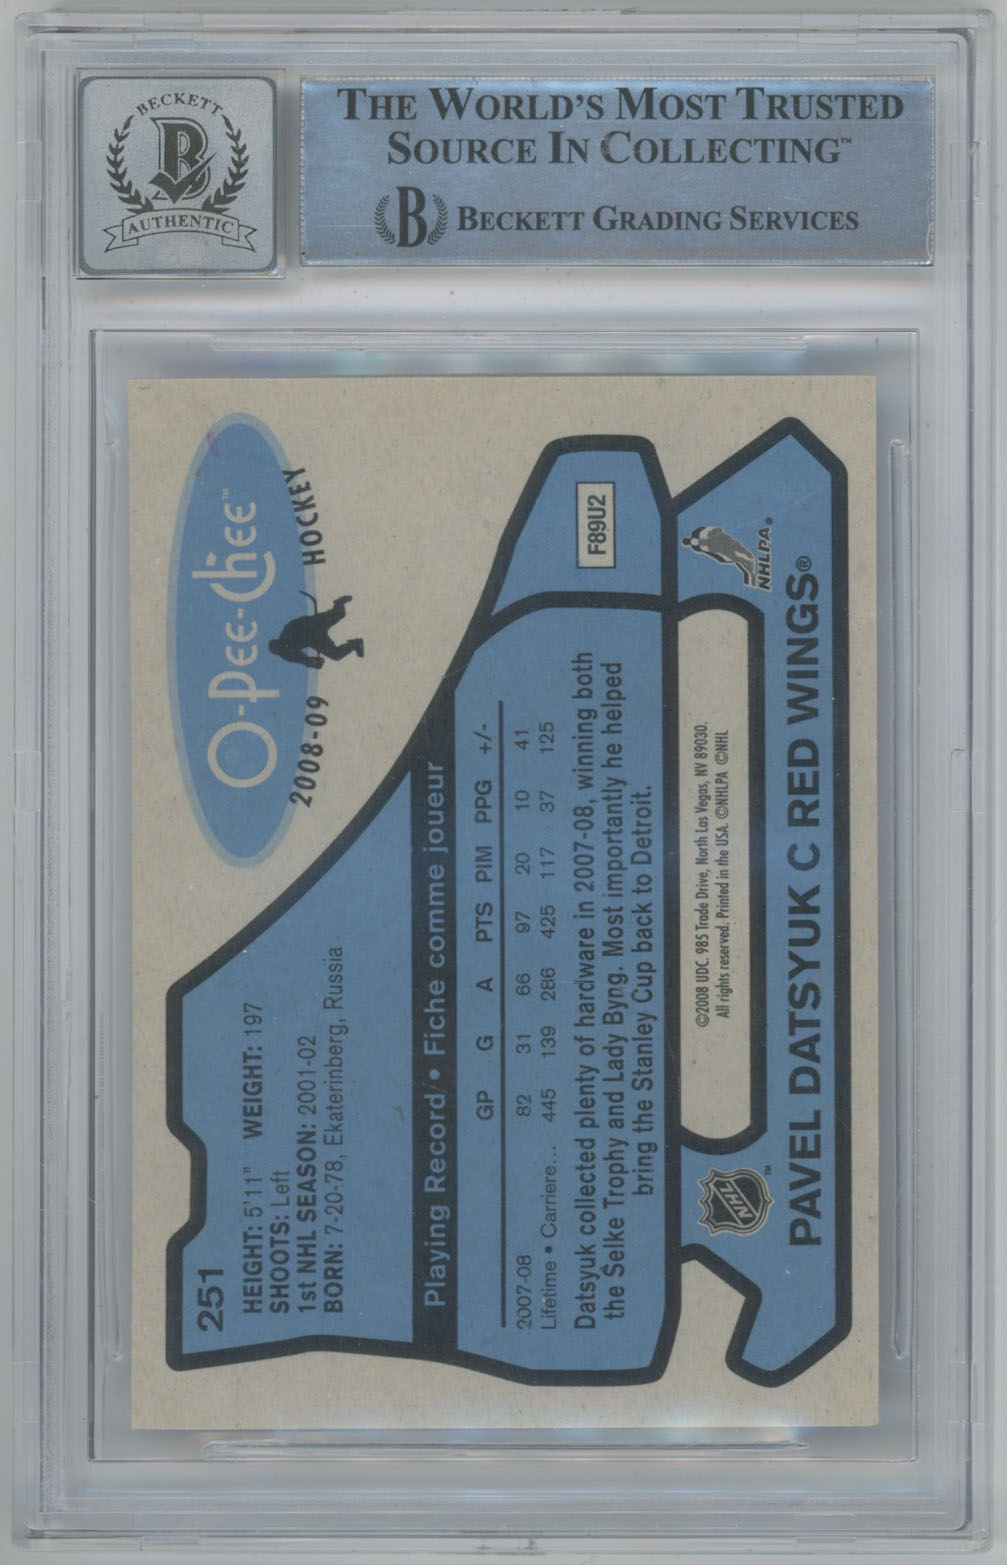 BECKETT
B
AUTHENTIC
THE WORLD'S MOST TRUSTED
SOURCE IN COLLECTING™
B BECKETT GRADING SERVICES
O-Pee-Chee™
2008-09 HOCKEY
251
HEIGHT: 5'11" WEIGHT: 197
SHOOTS: Left
1st NHL SEASON: 2001-02
BORN: 7-20-78, Ekaterinberg, Russia
Playing Record • Fiche comme joueur
GP G A PTS PIM PPG +/-
2007-08 82 31 66 97 20 10 41
Lifetime • Carriere... 445 139 286 425 117 37 125
Datsyuk collected plenty of hardware in 2007-08, winning both
the Selke Trophy and Lady Byng. Most importantly he helped
bring the Stanley Cup back to Detroit.
F89U2
©2008 UDC. 985 Trade Drive, North Las Vegas, NV 89030.
All rights reserved. Printed in the USA. ©NHLPA ©NHL
NHL™
NHLPA®
PAVEL DATSYUK C RED WINGS®